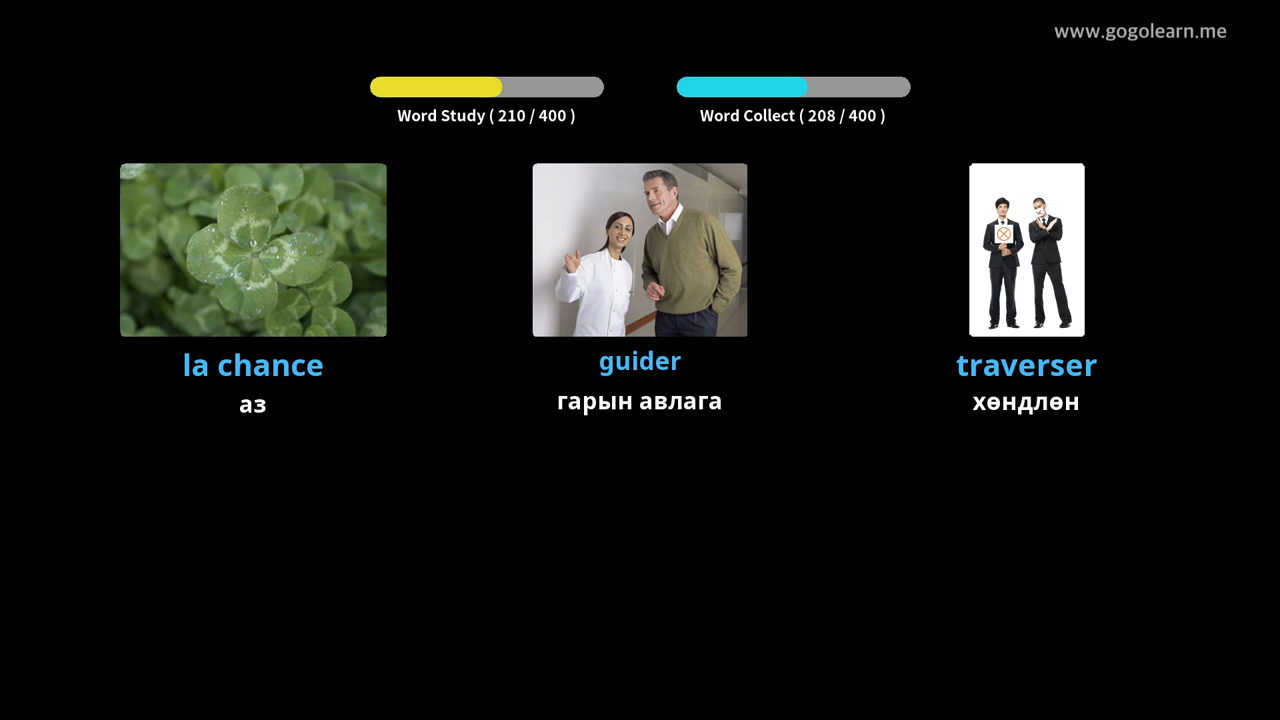 www.gogolearn.me
Word Study ( 210 / 400 )
Word Collect ( 208 / 400 )
la chance
guider
traverser
аз
гарын авлага
хөндлөн